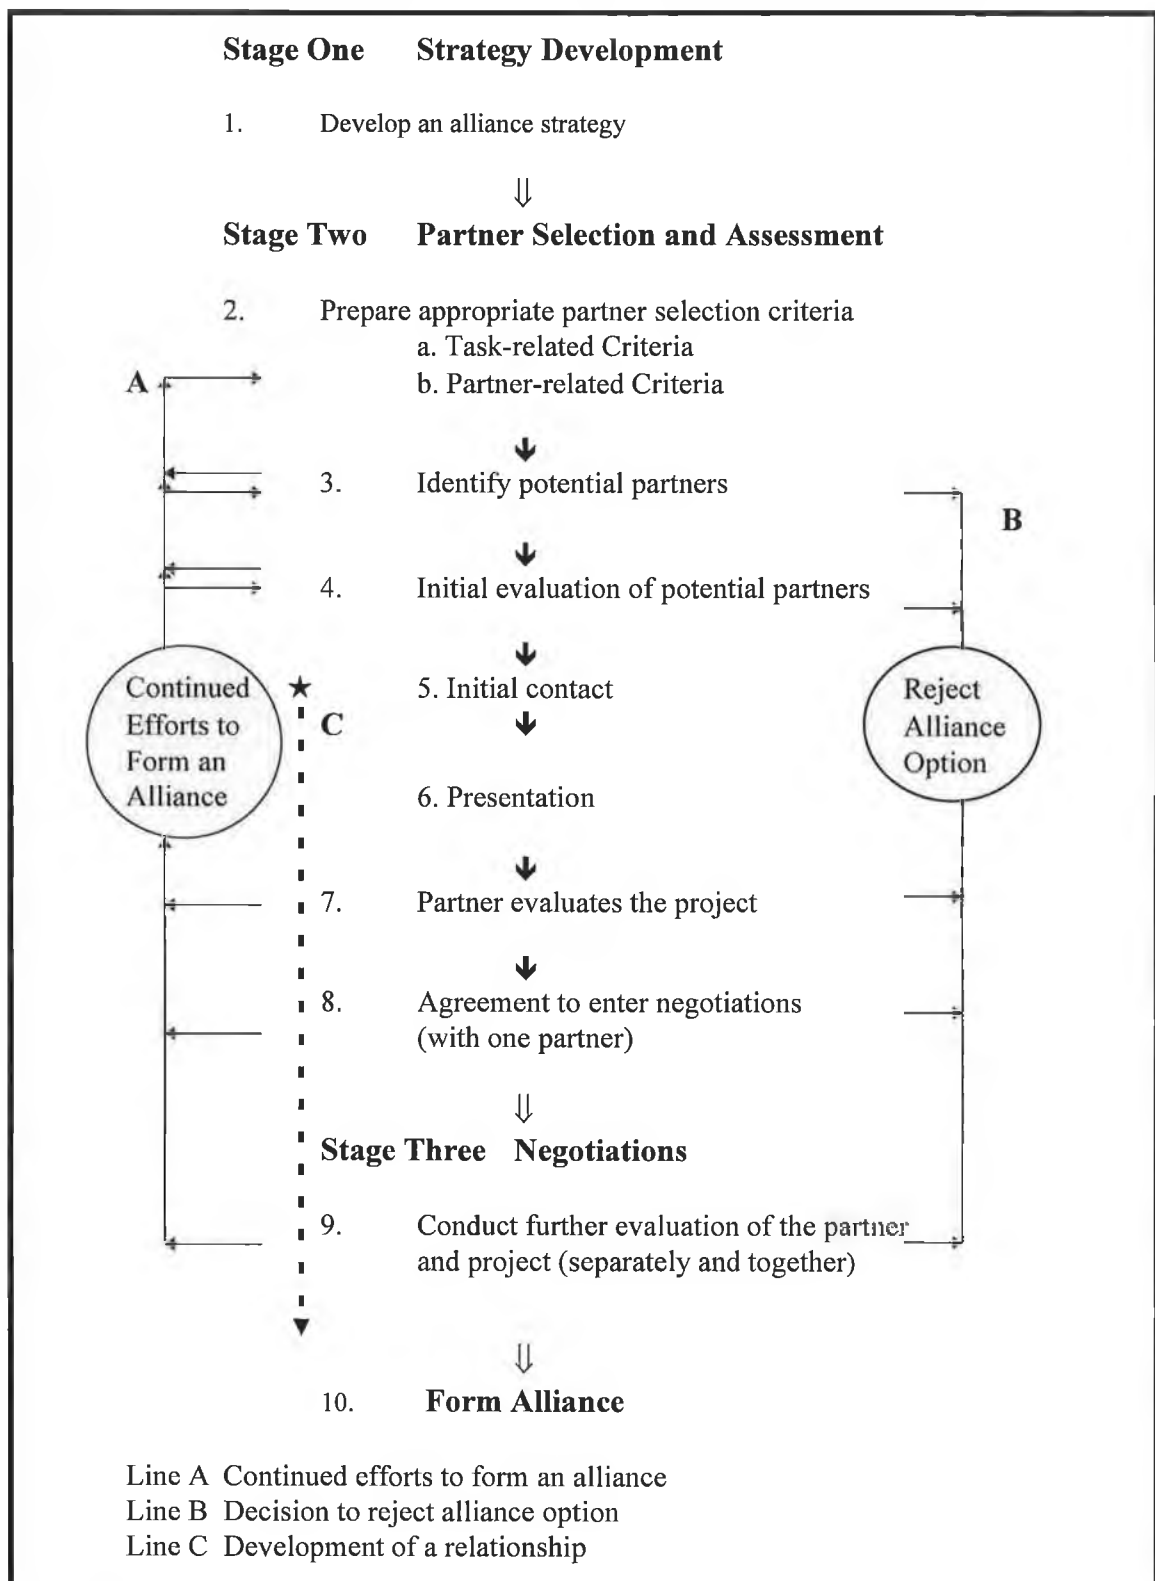 Stage One Strategy Development
1. Develop an alliance strategy
⇓
Stage Two Partner Selection and Assessment
2. Prepare appropriate partner selection criteria
a. Task-related Criteria
A b. Partner-related Criteria
3. Identify potential partners
B
4. Initial evaluation of potential partners
Continued
Efforts to
Form an
Alliance
5. Initial contact
C
Reject
Alliance
Option
6. Presentation
7. Partner evaluates the project
8. Agreement to enter negotiations
(with one partner)
⇓
Stage Three Negotiations
9. Conduct further evaluation of the partner
and project (separately and together)
⇓
10. Form Alliance
Line A Continued efforts to form an alliance
Line B Decision to reject alliance option
Line C Development of a relationship